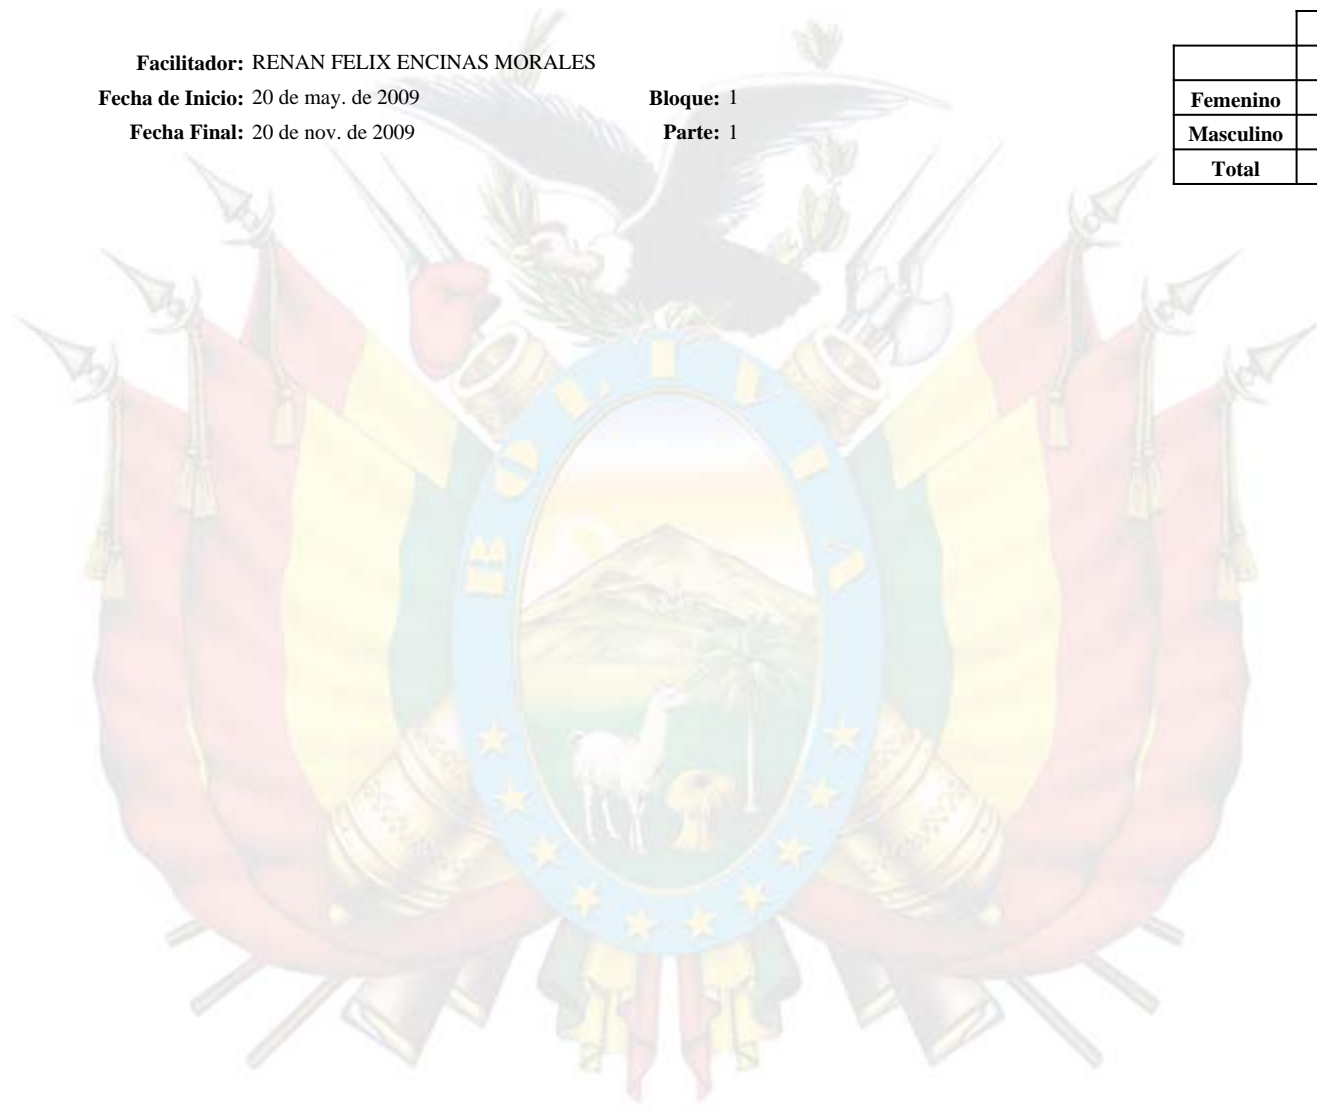 Facilitador: RENAN FELIX ENCINAS MORALES
Fecha de Inicio: 20 de may. de 2009 Bloque: 1
Fecha Final: 20 de nov. de 2009 Parte: 1
Femenino
Masculino
Total
BOLIVIA